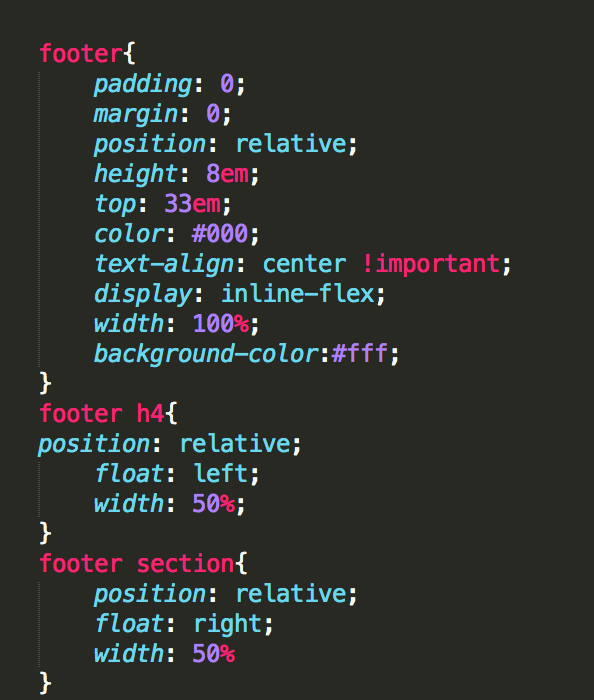 footer{
    padding: 0;
    margin: 0;
    position: relative;
    height: 8em;
    top: 33em;
    color: #000;
    text-align: center !important;
    display: inline-flex;
    width: 100%;
    background-color:#fff;
}
footer h4{
position: relative;
    float: left;
    width: 50%;
}
footer section{
    position: relative;
    float: right;
    width: 50%
}